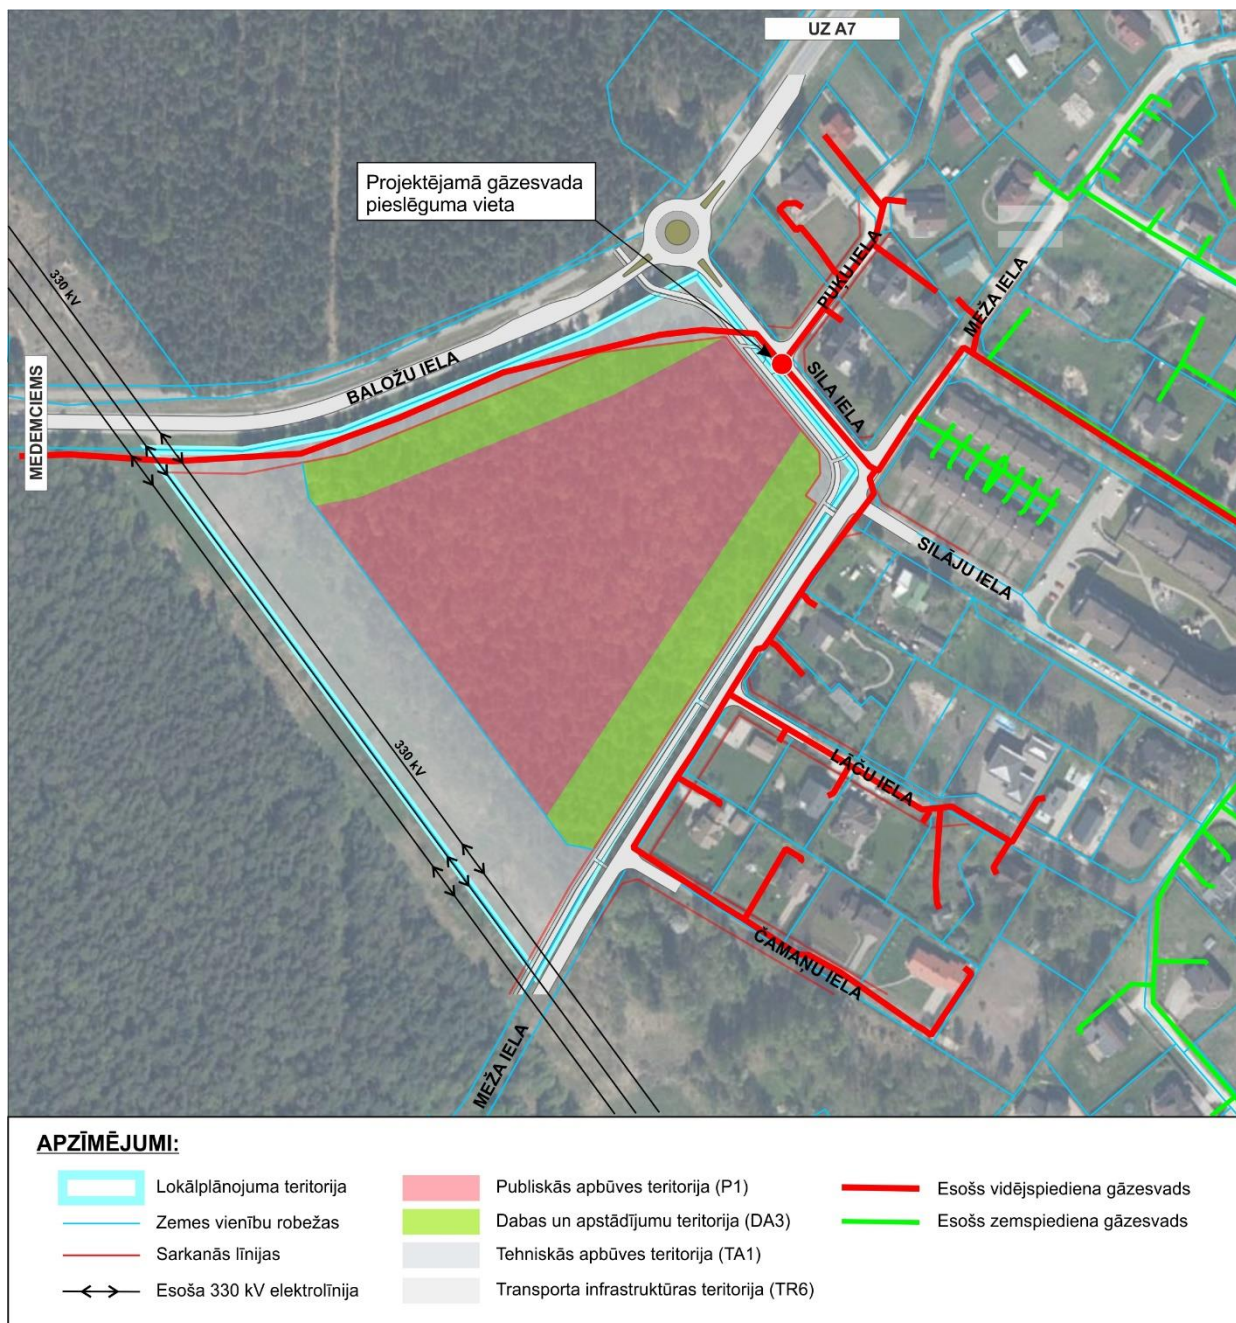 UZ A7
Projektējamā gāzesvada
pieslēguma vieta
330 kV
PUĶU IELA
MEŽA IELA
BALOŽU IELA
SILA IELA
MEDEMCIEMS
SILĀJU IELA
330 kV
LĀČU IELA
ČAMAŅU IELA
MEŽA IELA
APZĪMĒJUMI:
Lokālplānojuma teritorija
Zemes vienību robežas
Sarkanās līnijas
Esoša 330 kV elektrolīnija
Publiskās apbūves teritorija (P1)
Dabas un apstādījumu teritorija (DA3)
Tehniskās apbūves teritorija (TA1)
Transporta infrastruktūras teritorija (TR6)
Esošs vidējspiediena gāzesvads
Esošs zemspiediena gāzesvads